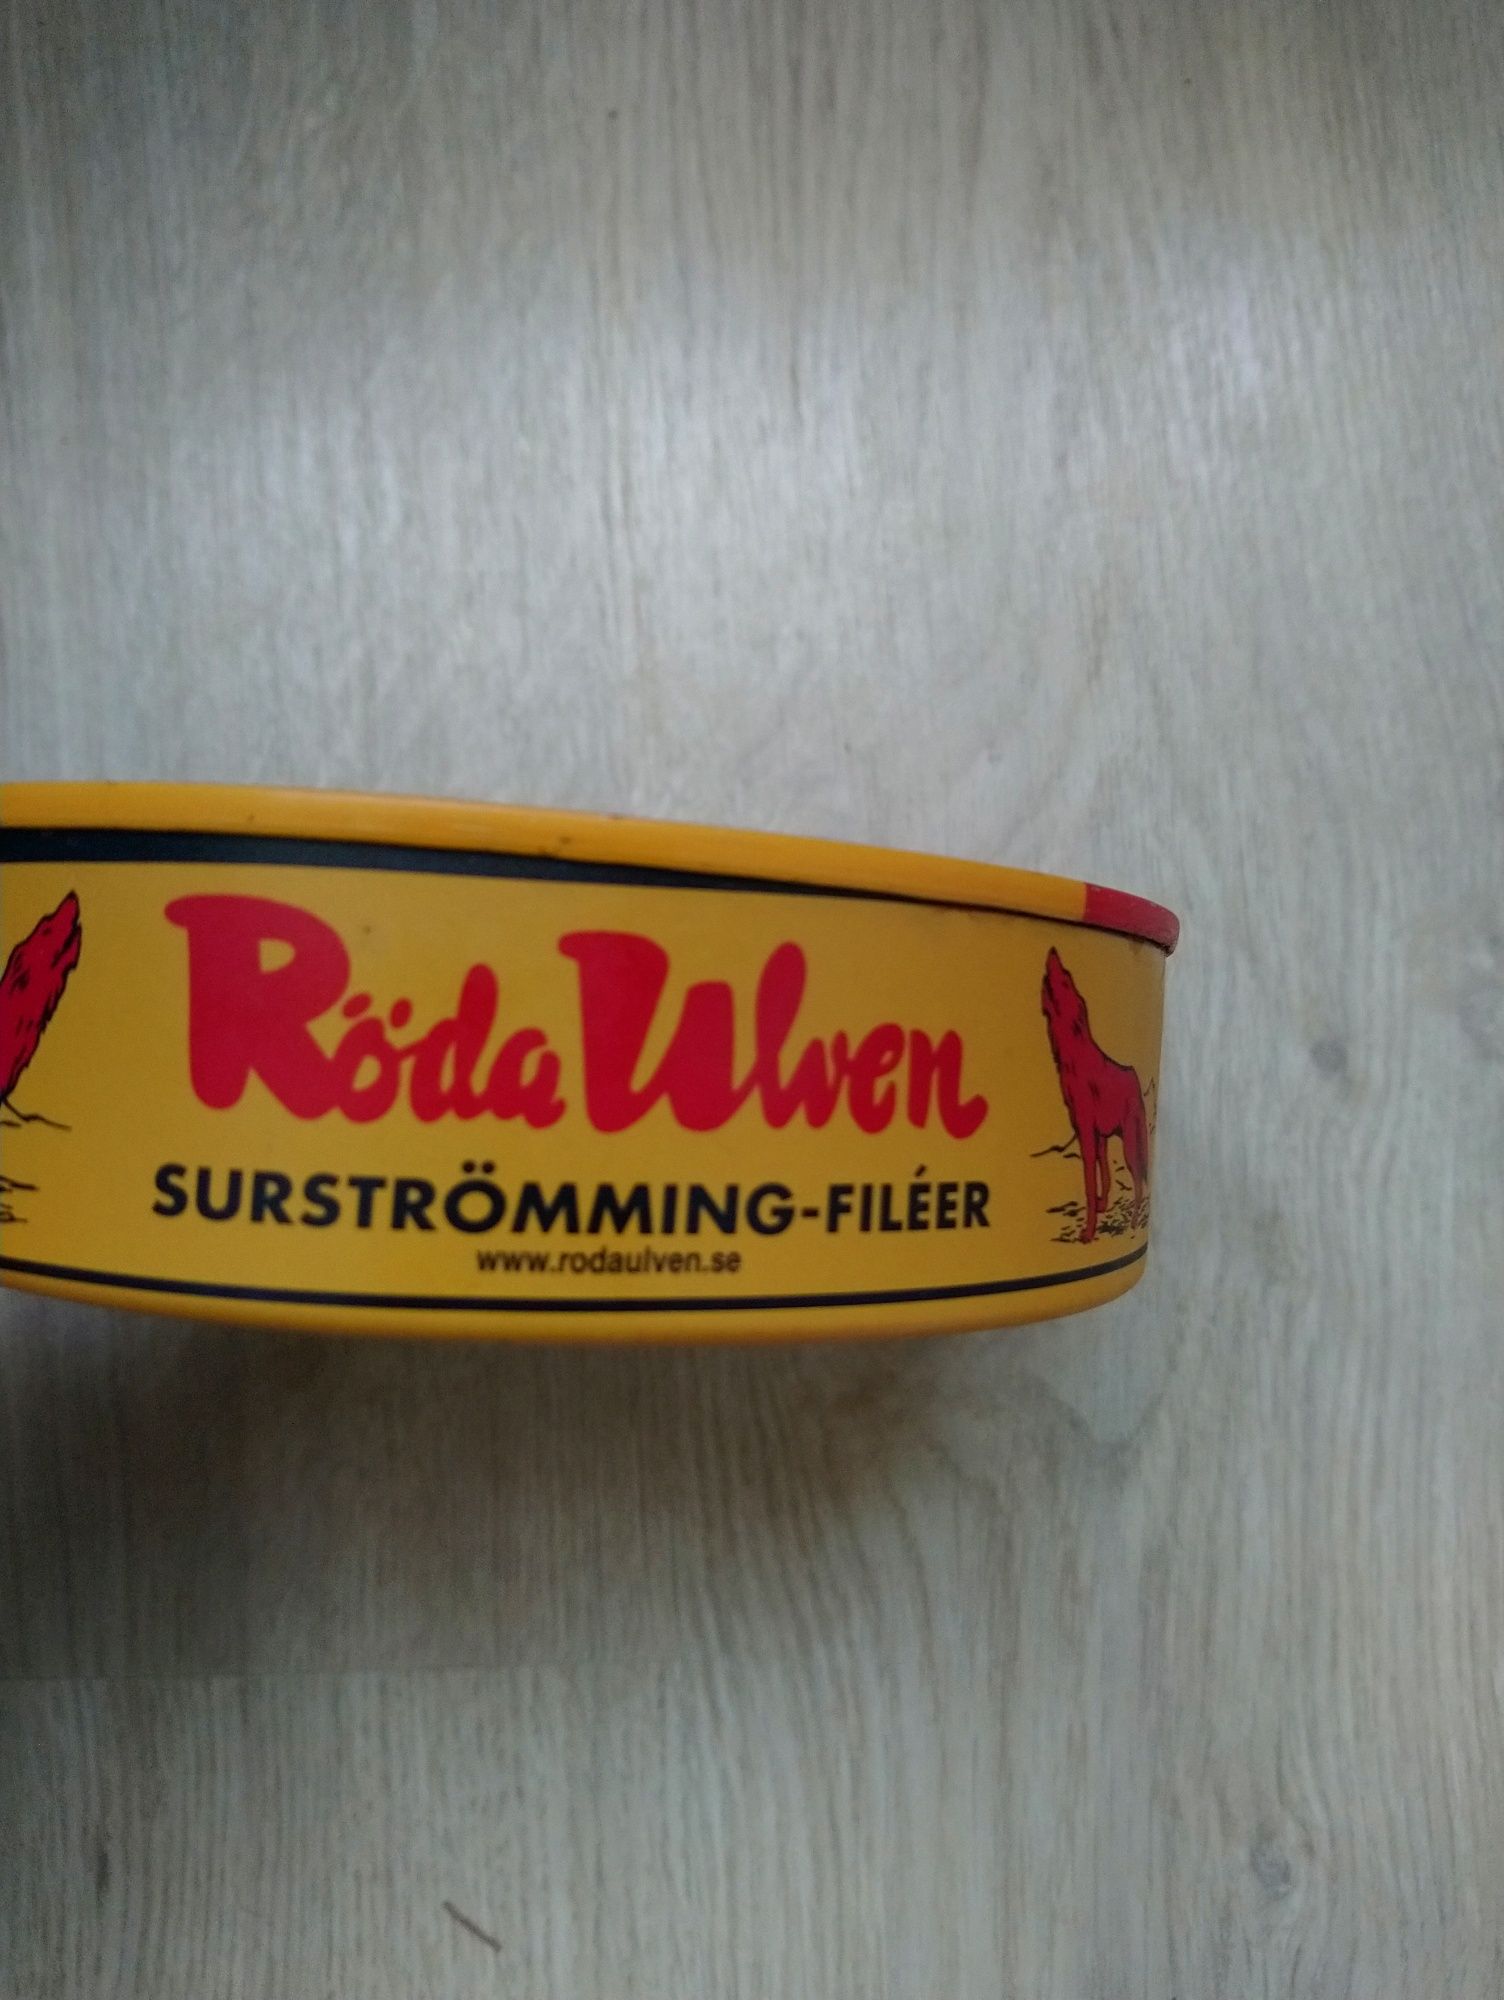 Röda Ulven
SURSTRÖMMING-FILÉER
www.rodaulven.se